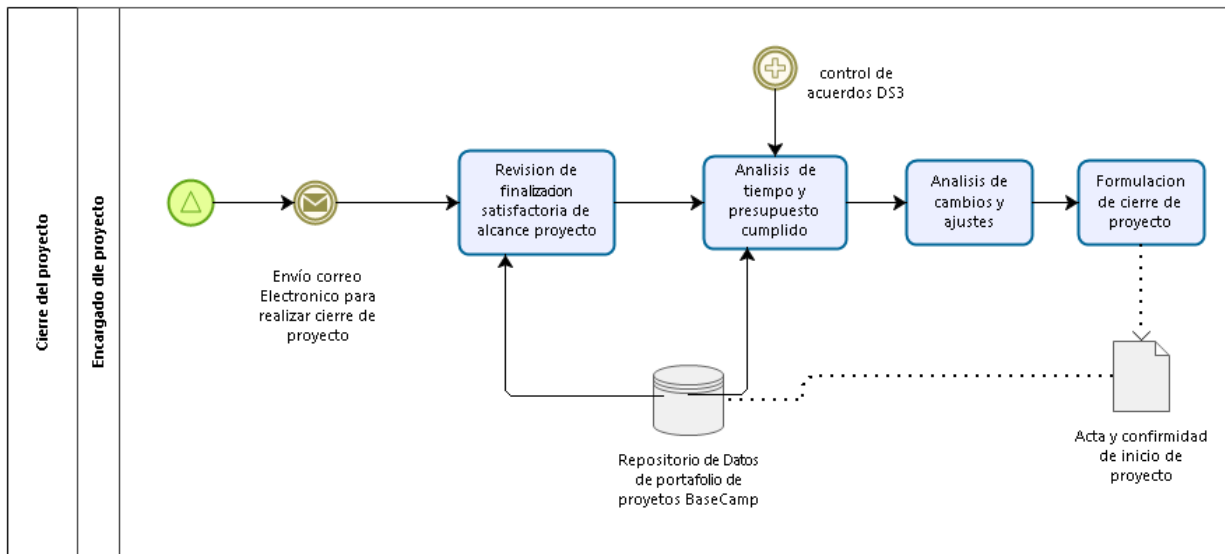 Cierre del proyecto
Encargado dle proyecto
control de
acuerdos DS3
Revision de
finalizacion
satisfactoria de
alcance proyecto
Analisis de
tiempo y
presupuesto
cumplido
Analisis de
cambios y
ajustes
Formulacion
de cierre de
proyecto
Envío correo
Electronico para
realizar cierre de
proyecto
Repositorio de Datos
de portafolio de
proyetos BaseCamp
Acta y confirmidad
de inicio de
proyecto